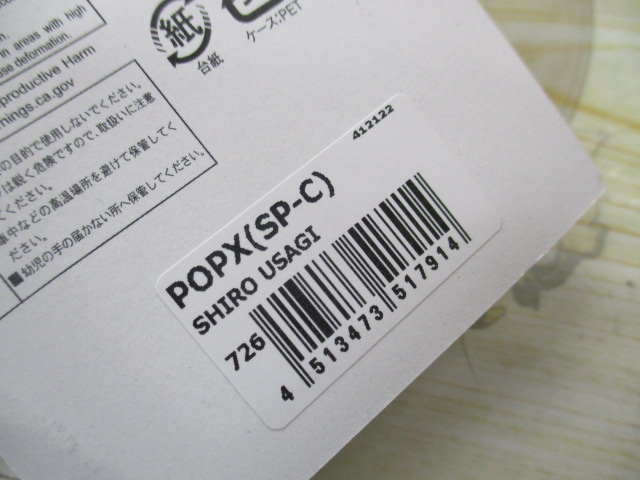 in areas with high
use deformation.
productive Harm
nings.ca.gov
の目的で使用しないでください。
は鋭く危険ですので、取扱いに注意
てください。
車中などの高温場所を避けて保管してく
ださい。
■幼児の手の届かない所へ保管してください。
紙
台紙
ケース:PET
412122
POPX(SP-C)
SHIRO USAGI
726
4 513473 517914